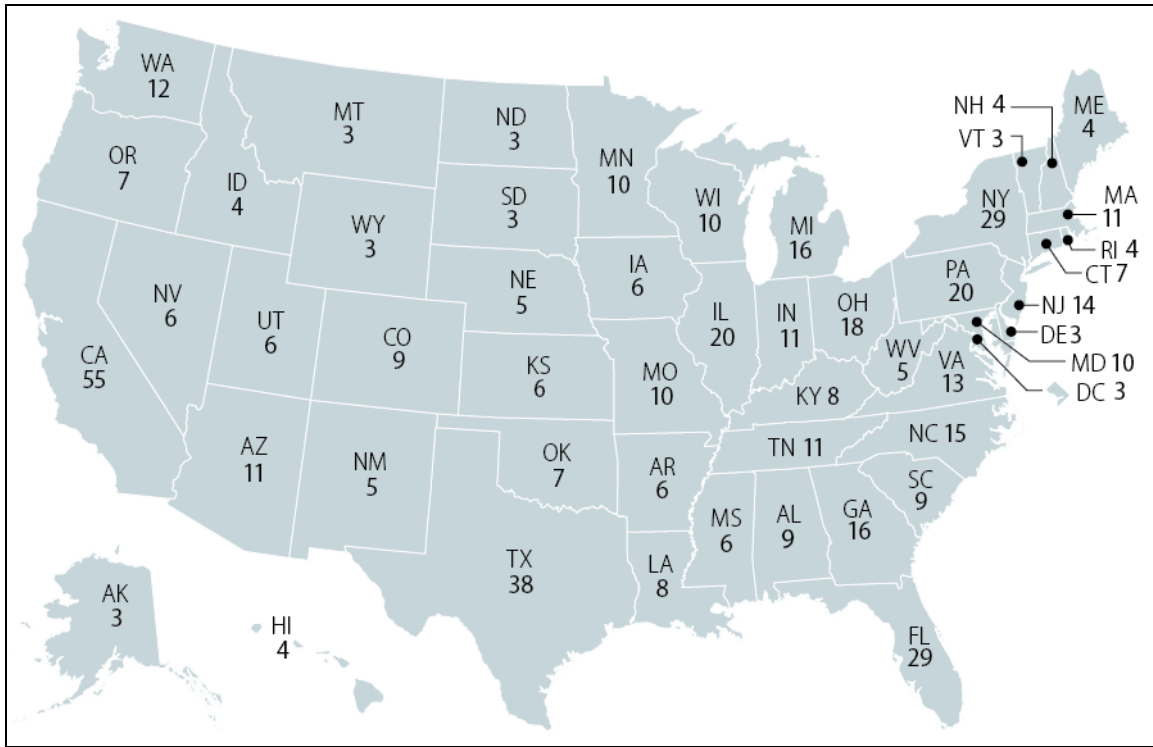 WA
12
MT
3
ND
3
MN
10
OR
7
ID
4
WY
3
SD
3
WI
10
MI
16
NH 4
VT 3
ME
4
NY
29
MA
11
RI 4
CT 7
NV
6
UT
6
CO
9
NE
5
IA
6
IL
20
IN
11
OH
18
PA
20
NJ 14
DE3
MD 10
DC 3
CA
55
KS
6
MO
10
KY 8
WV
5
VA
13
AZ
11
NM
5
OK
7
AR
6
TN 11
NC 15
SC
9
TX
38
LA
8
MS
6
AL
9
GA
16
FL
29
AK
3
HI
4